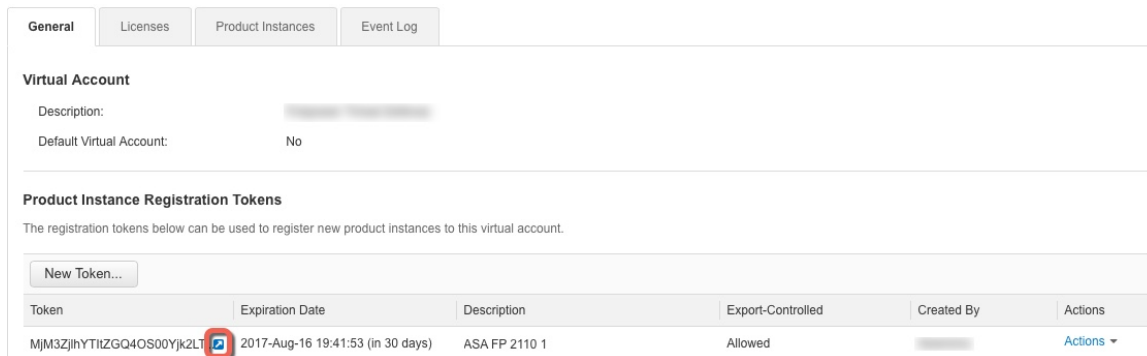 General Licenses Product Instances Event Log
Virtual Account
Description:
Default Virtual Account: No
Product Instance Registration Tokens
The registration tokens below can be used to register new product instances to this virtual account.
New Token...
Token Expiration Date Description Export-Controlled Created By Actions
MjM3ZjlhYTItZGQ4OS00Yjk2LT 2017-Aug-16 19:41:53 (in 30 days) ASA FP 2110 1 Allowed Actions